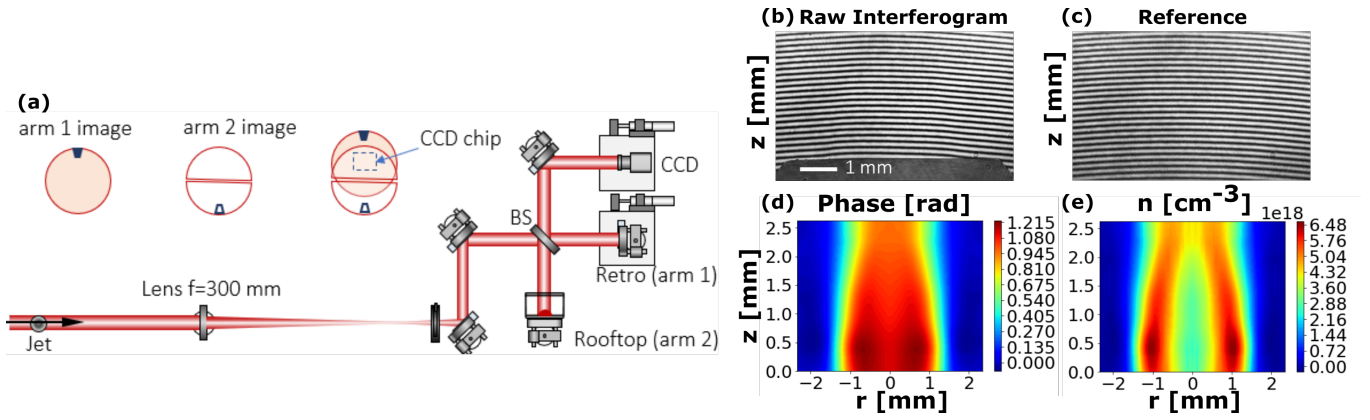 (a)
arm 1 image
arm 2 image
CCD chip
CCD
BS
Retro (arm 1)
Lens f=300 mm
Jet
Rooftop (arm 2)
(b) Raw Interferogram
z [mm]
1 mm
(c) Reference
z [mm]
(d) Phase [rad]
z [mm]
2.5
2.0
1.5
1.0
0.5
0.0
−2 −1 0 1 2
r [mm]
1.215
1.080
0.945
0.810
0.675
0.540
0.405
0.270
0.135
0.000
(e) n [cm⁻³]
1e18
2.5
2.0
1.5
1.0
0.5
0.0
−2 −1 0 1 2
r [mm]
6.48
5.76
5.04
4.32
3.60
2.88
2.16
1.44
0.72
0.00